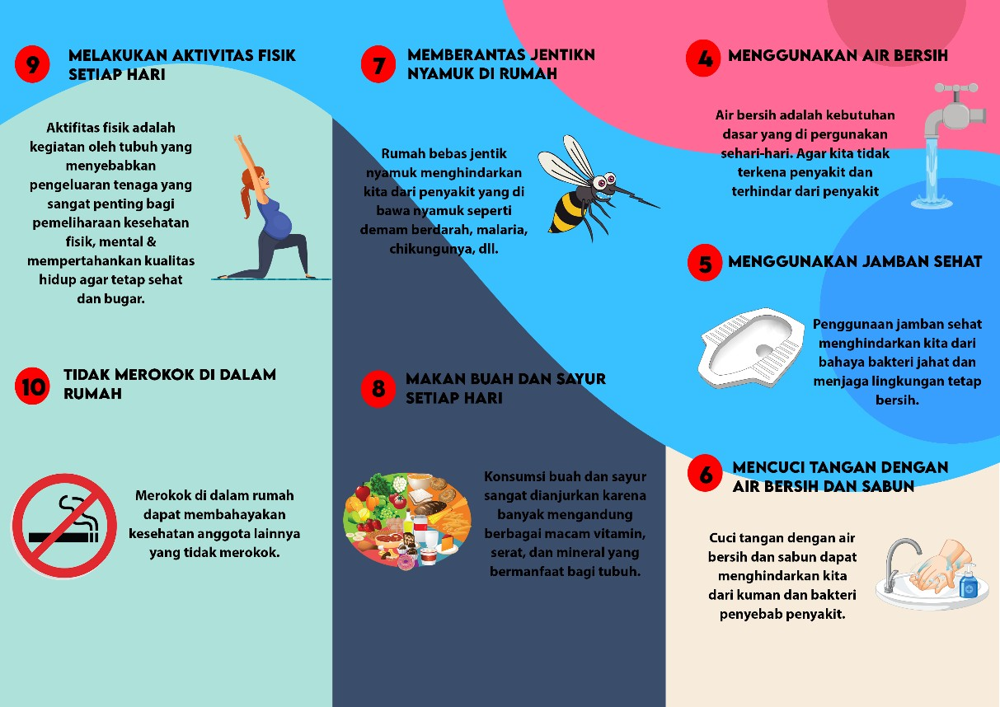 9
MELAKUKAN AKTIVITAS FISIK
SETIAP HARI
Aktifitas fisik adalah
kegiatan oleh tubuh yang
menyebabkan
pengeluaran tenaga yang
sangat penting bagi
pemeliharaan kesehatan
fisik, mental &
mempertahankan kualitas
hidup agar tetap sehat
dan bugar.
10
TIDAK MEROKOK DI DALAM
RUMAH
Merokok di dalam rumah
dapat membahayakan
kesehatan anggota lainnya
yang tidak merokok.
7
MEMBERANTAS JENTIKN
NYAMUK DI RUMAH
Rumah bebas jentik
nyamuk menghindarkan
kita dari penyakit yang di
bawa nyamuk seperti
demam berdarah, malaria,
chikungunya, dll.
8
MAKAN BUAH DAN SAYUR
SETIAP HARI
Konsumsi buah dan sayur
sangat dianjurkan karena
banyak mengandung
berbagai macam vitamin,
serat, dan mineral yang
bermanfaat bagi tubuh.
4
MENGGUNAKAN AIR BERSIH
Air bersih adalah kebutuhan
dasar yang di pergunakan
sehari-hari. Agar kita tidak
terkena penyakit dan
terhindar dari penyakit
5
MENGGUNAKAN JAMBAN SEHAT
Penggunaan jamban sehat
menghindarkan kita dari
bahaya bakteri jahat dan
menjaga lingkungan tetap
bersih.
6
MENCUCI TANGAN DENGAN
AIR BERSIH DAN SABUN
Cuci tangan dengan air
bersih dan sabun dapat
menghindarkan kita
dari kuman dan bakteri
penyebab penyakit.